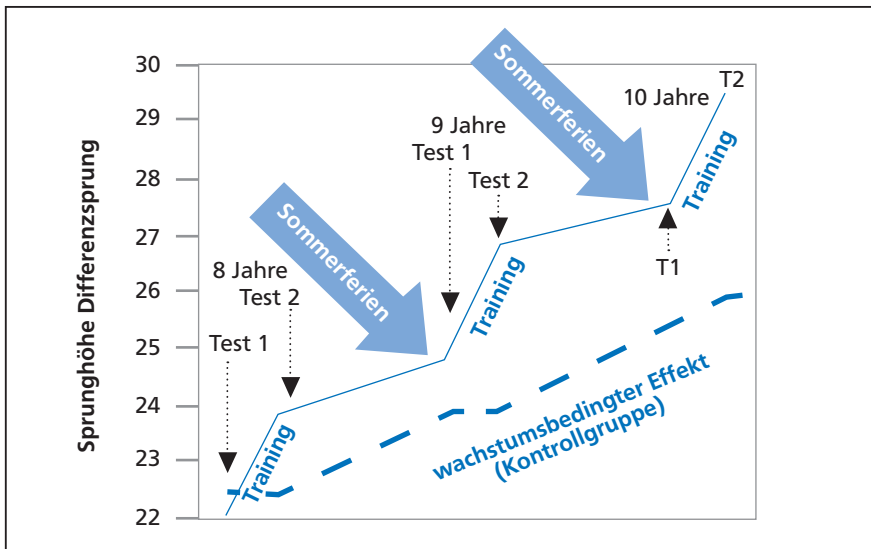 Sprunghöhe Differenzsprung
30
29
28
27
26
25
24
23
22
Test 1
8 Jahre
Test 2
Training
Sommerferien
9 Jahre
Test 1
Test 2
Training
Sommerferien
10 Jahre
T2
Training
T1
wachstumsbedingter Effekt
(Kontrollgruppe)